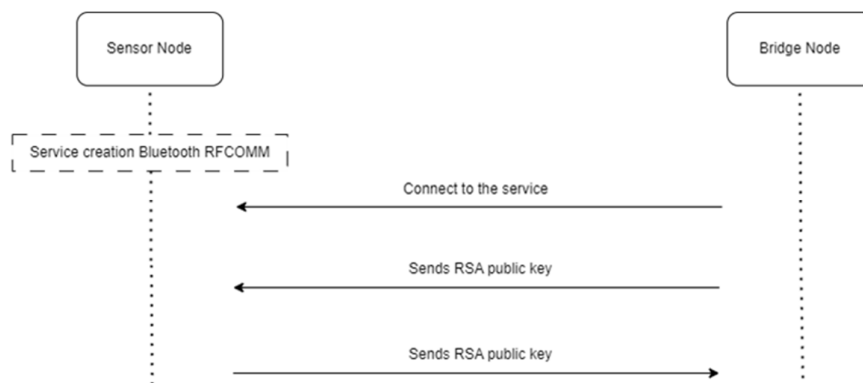 Sensor Node
Bridge Node
Service creation Bluetooth RFCOMM
Connect to the service
Sends RSA public key
Sends RSA public key